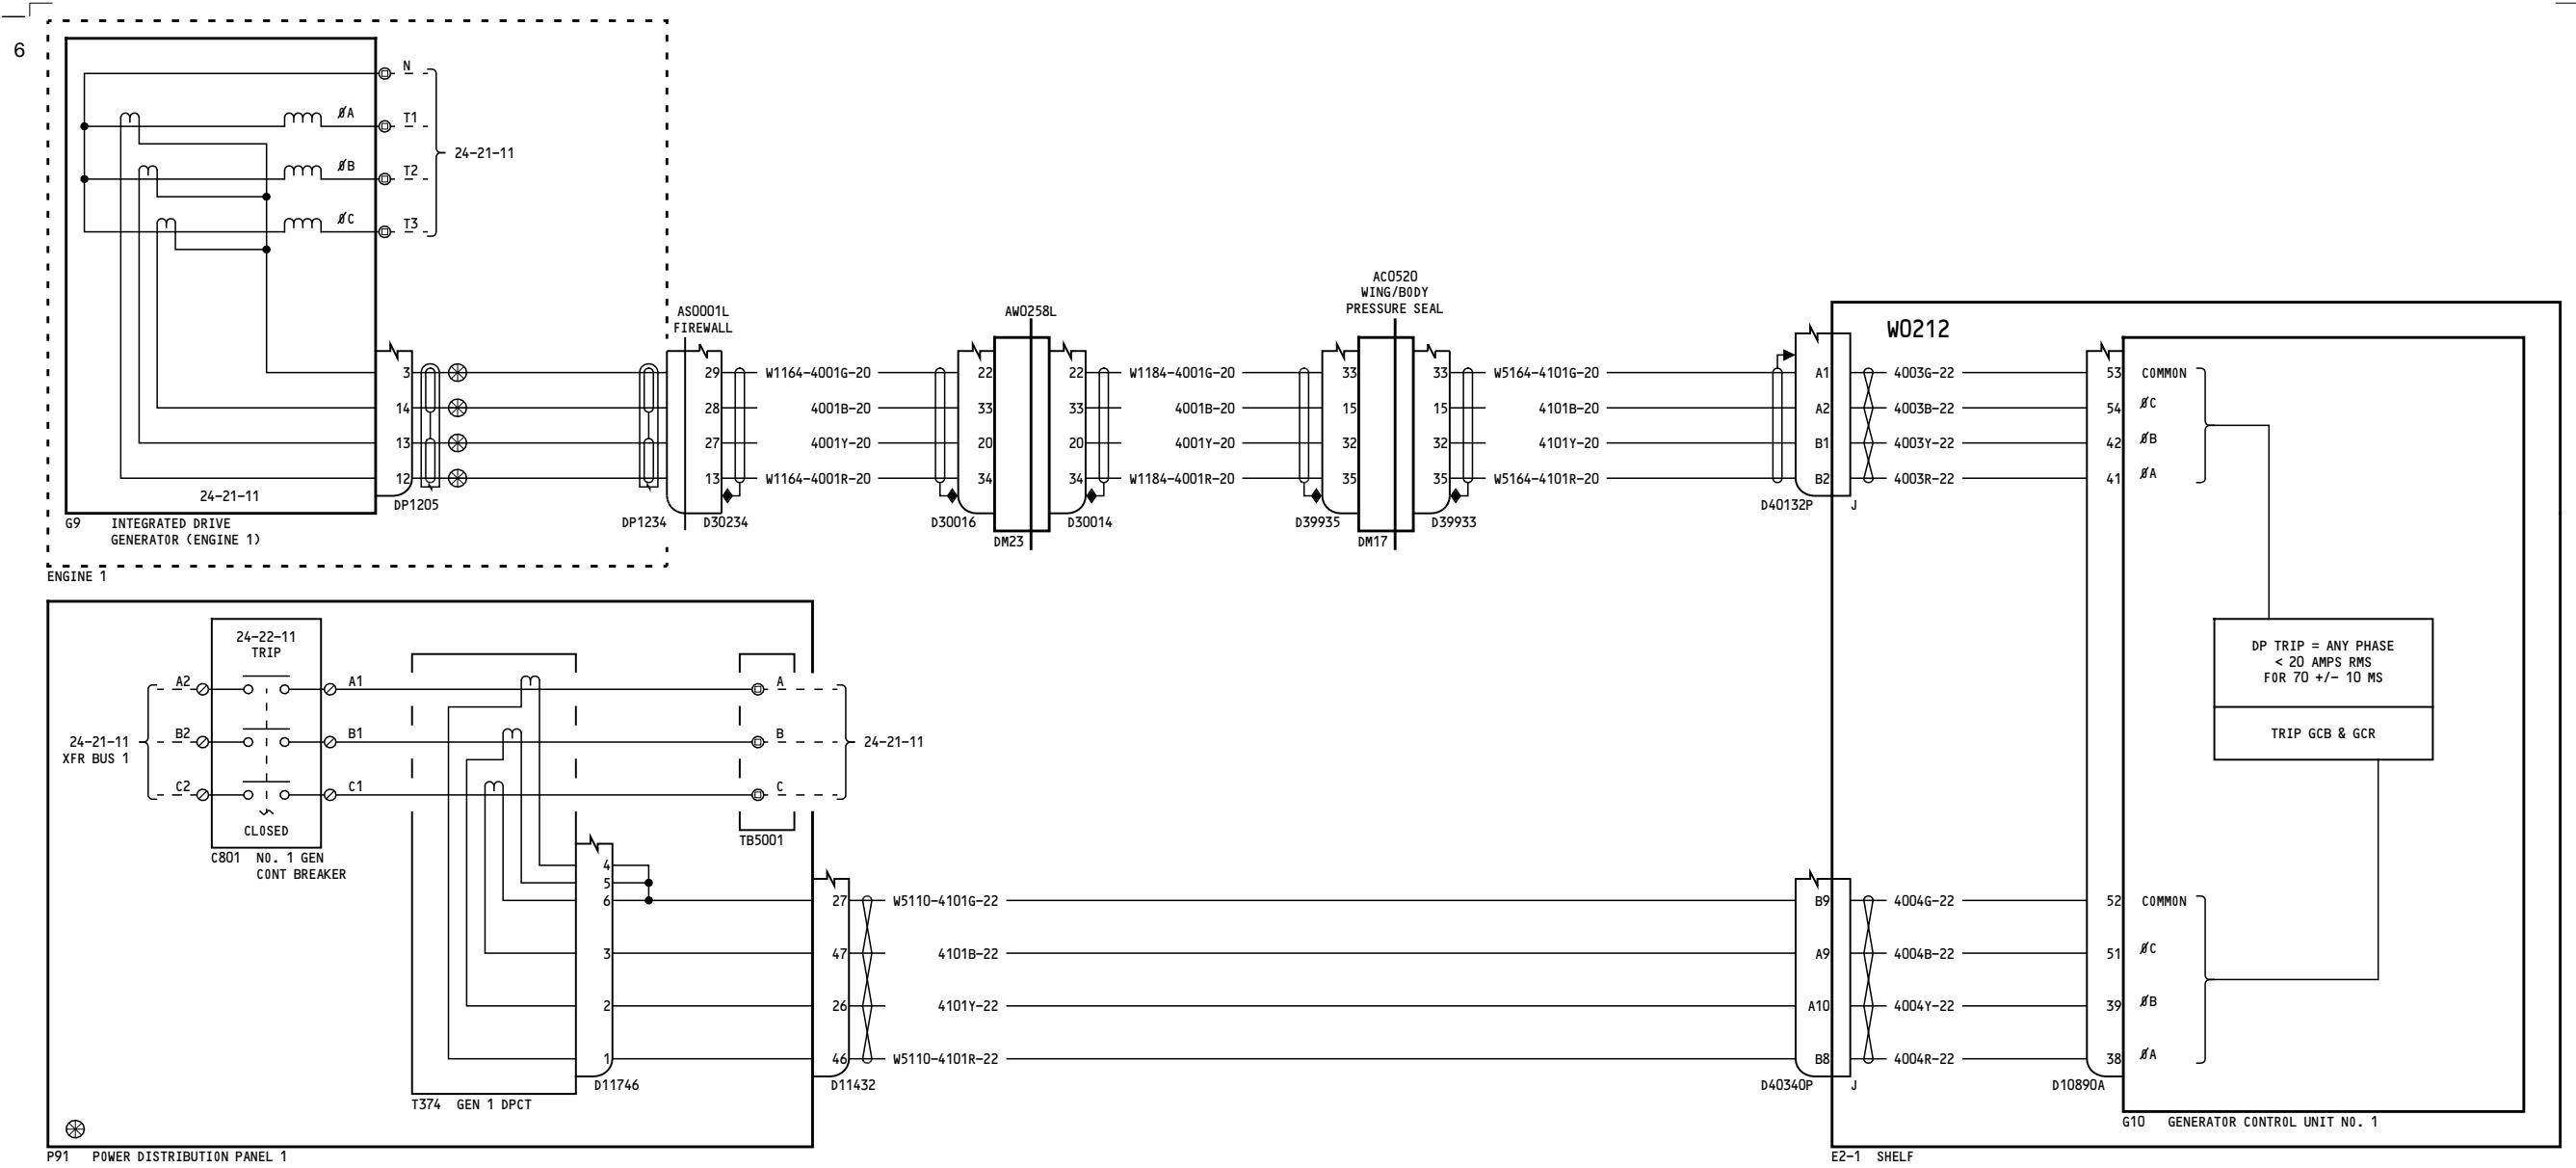 6
N
ØA
T1
ØB
T2
ØC
T3
24-21-11
3
14
13
12
24-21-11
DP1205
G9 INTEGRATED DRIVE
GENERATOR (ENGINE 1)
ENGINE 1
AS0001L
FIREWALL
29
28
27
13
DP1234
D30234
W1164-4001G-20
4001B-20
4001Y-20
W1164-4001R-20
AW0258L
22
33
20
34
22
33
20
34
D30016
D30014
DM23
W1184-4001G-20
4001B-20
4001Y-20
W1184-4001R-20
AC0520
WING/BODY
PRESSURE SEAL
33
15
32
35
33
15
32
35
D39935
D39933
DM17
W5164-4101G-20
4101B-20
4101Y-20
W5164-4101R-20
A1
A2
B1
B2
D40132P
J
W0212
4003G-22
4003B-22
4003Y-22
4003R-22
53
54
42
41
COMMON
ØC
ØB
ØA
DP TRIP = ANY PHASE
< 20 AMPS RMS
FOR 70 +/- 10 MS
TRIP GCB & GCR
24-22-11
TRIP
A2
A1
B2
B1
C2
C1
24-21-11
XFR BUS 1
CLOSED
C801 NO. 1 GEN
CONT BREAKER
A
B
C
24-21-11
TB5001
4
5
6
3
2
1
D11746
T374 GEN 1 DPCT
P91 POWER DISTRIBUTION PANEL 1
27
47
26
46
D11432
W5110-4101G-22
4101B-22
4101Y-22
W5110-4101R-22
B9
A9
A10
B8
D40340P
J
4004G-22
4004B-22
4004Y-22
4004R-22
52
51
39
38
D10890A
COMMON
ØC
ØB
ØA
G10 GENERATOR CONTROL UNIT NO. 1
E2-1 SHELF